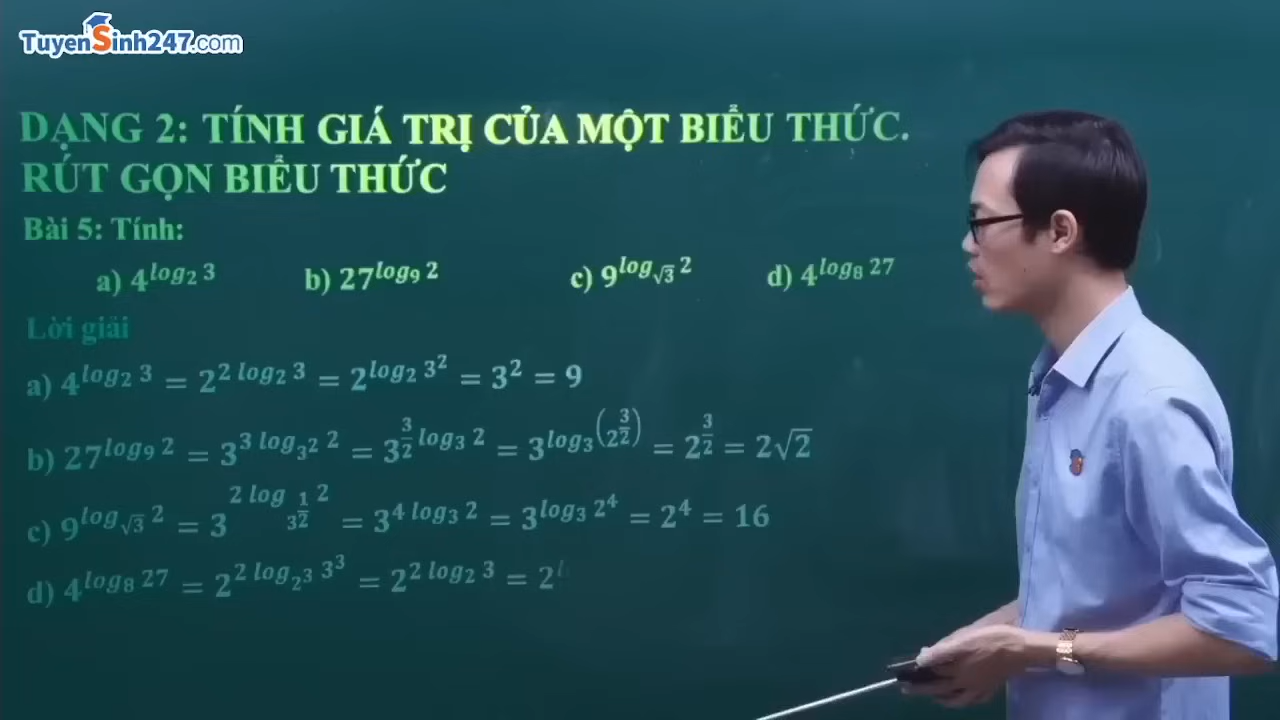 TuyenSinh247.com
DẠNG 2: TÍNH GIÁ TRỊ CỦA MỘT BIỂU THỨC.
RÚT GỌN BIỂU THỨC
Bài 5: Tính:
a) 4^{log_2 3} b) 27^{log_9 2} c) 9^{log_{√3} 2} d) 4^{log_8 27}
Lời giải
a) 4^{log_2 3} = 2^{2 log_2 3} = 2^{log_2 3^2} = 3^2 = 9
b) 27^{log_9 2} = 3^{3 log_{3^2} 2} = 3^{\frac{3}{2} log_3 2} = 3^{log_3 (2^{\frac{3}{2}})} = 2^{\frac{3}{2}} = 2√2
c) 9^{log_{√3} 2} = 3^{2 log_{3^{\frac{1}{2}}} 2} = 3^{4 log_3 2} = 3^{log_3 2^4} = 2^4 = 16
d) 4^{log_8 27} = 2^{2 log_{2^3} 3^3} = 2^{2 log_2 3} = 2^{l